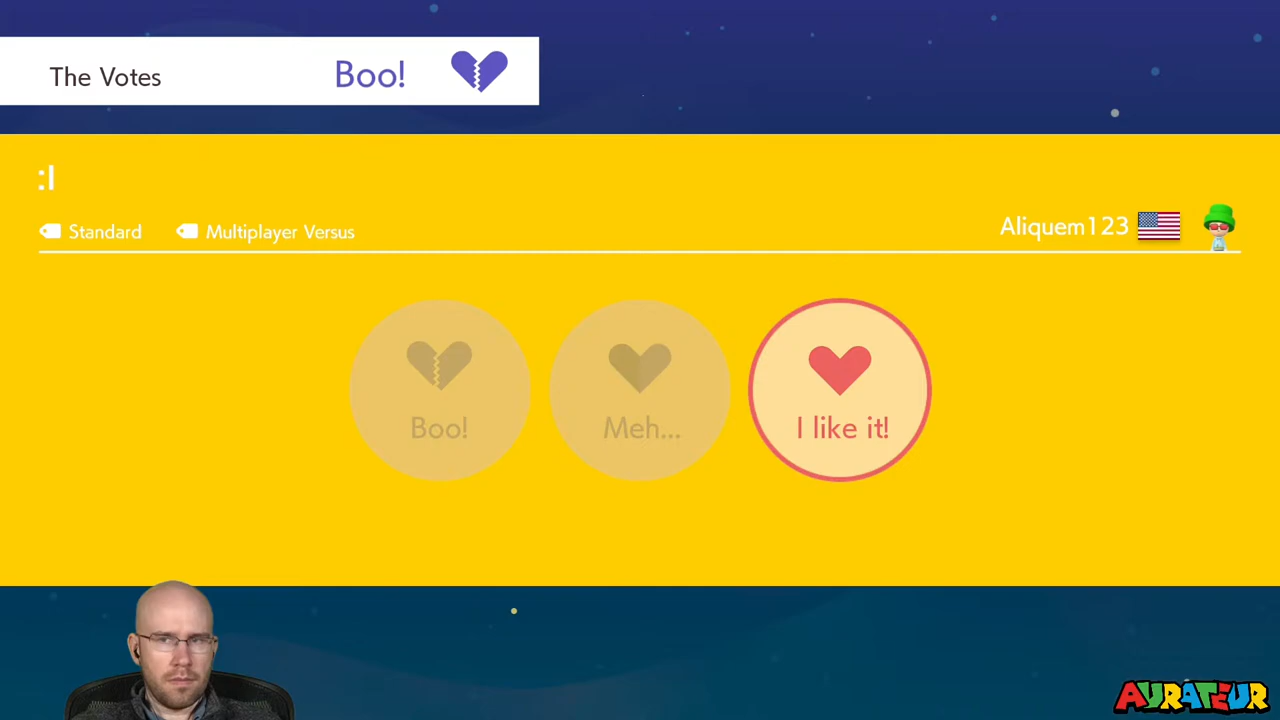 The Votes Boo!
:I
Standard Multiplayer Versus
Aliquem123
Boo! Meh... I like it!
AURATEUR